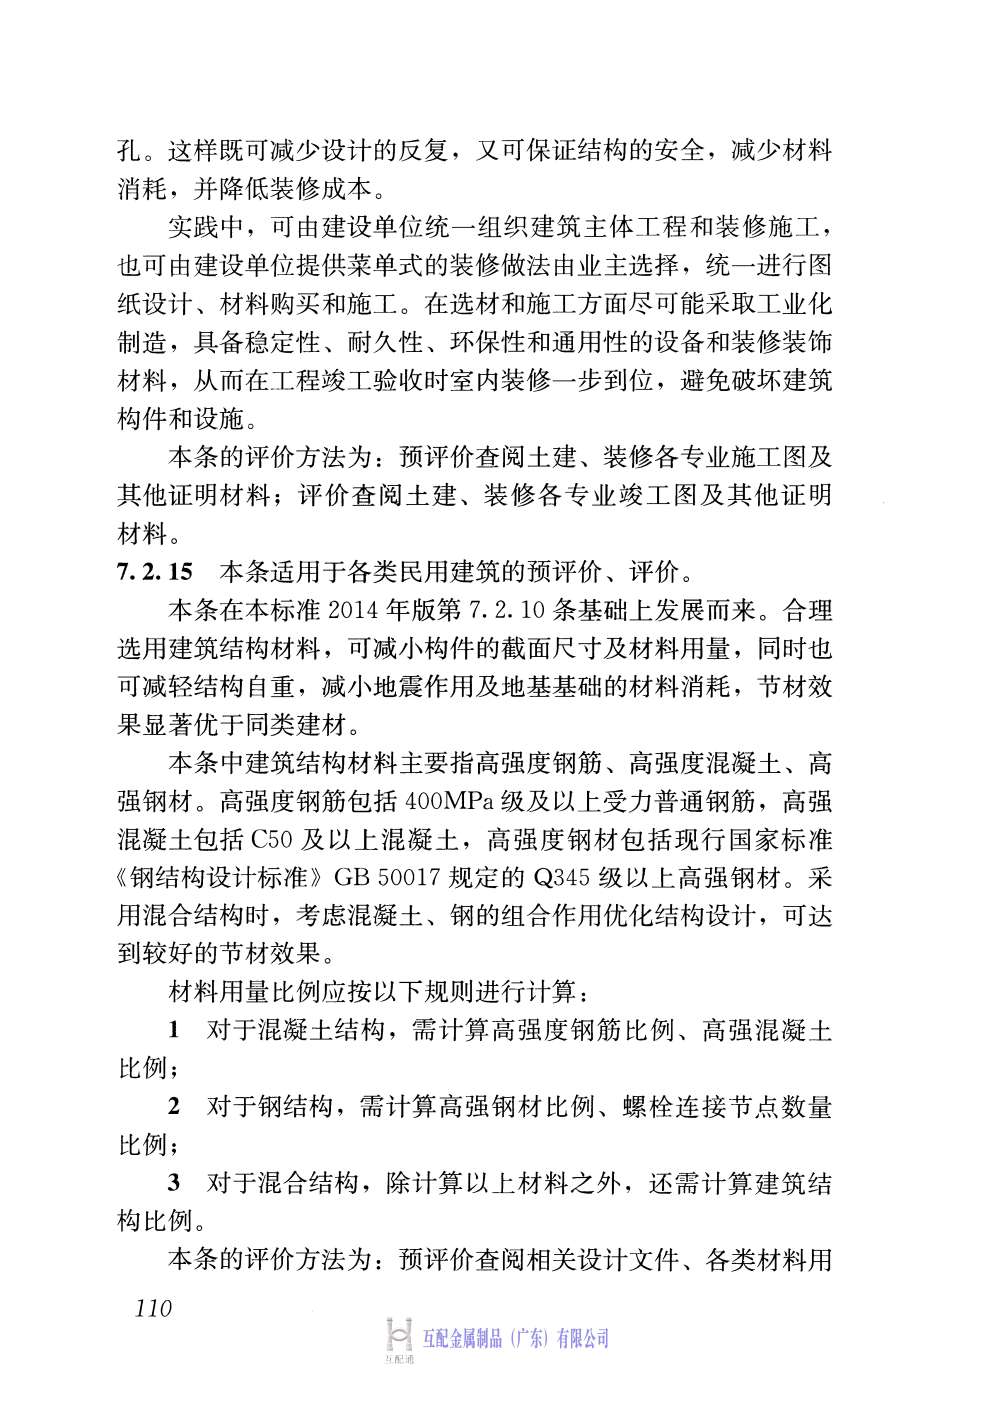 孔。这样既可减少设计的反复，又可保证结构的安全，减少材料
消耗，并降低装修成本。
实践中，可由建设单位统一组织建筑主体工程和装修施工，
也可由建设单位提供菜单式的装修做法由业主选择，统一进行图
纸设计、材料购买和施工。在选材和施工方面尽可能采取工业化
制造，具备稳定性、耐久性、环保性和通用性的设备和装修装饰
材料，从而在工程竣工验收时室内装修一步到位，避免破坏建筑
构件和设施。
本条的评价方法为：预评价查阅土建、装修各专业施工图及
其他证明材料；评价查阅土建、装修各专业竣工图及其他证明
材料。
7.2.15 本条适用于各类民用建筑的预评价、评价。
本条在本标准 2014 年版第 7.2.10 条基础上发展而来。合理
选用建筑结构材料，可减小构件的截面尺寸及材料用量，同时也
可减轻结构自重，减小地震作用及地基基础的材料消耗，节材效
果显著优于同类建材。
本条中建筑结构材料主要指高强度钢筋、高强度混凝土、高
强钢材。高强度钢筋包括 400MPa 级及以上受力普通钢筋，高强
混凝土包括 C50 及以上混凝土，高强度钢材包括现行国家标准
《钢结构设计标准》GB 50017 规定的 Q345 级以上高强钢材。采
用混合结构时，考虑混凝土、钢的组合作用优化结构设计，可达
到较好的节材效果。
材料用量比例应按以下规则进行计算：
1 对于混凝土结构，需计算高强度钢筋比例、高强混凝土
比例；
2 对于钢结构，需计算高强钢材比例、螺栓连接节点数量
比例；
3 对于混合结构，除计算以上材料之外，还需计算建筑结
构比例。
本条的评价方法为：预评价查阅相关设计文件、各类材料用
110
互配金属制品（广东）有限公司
互配通